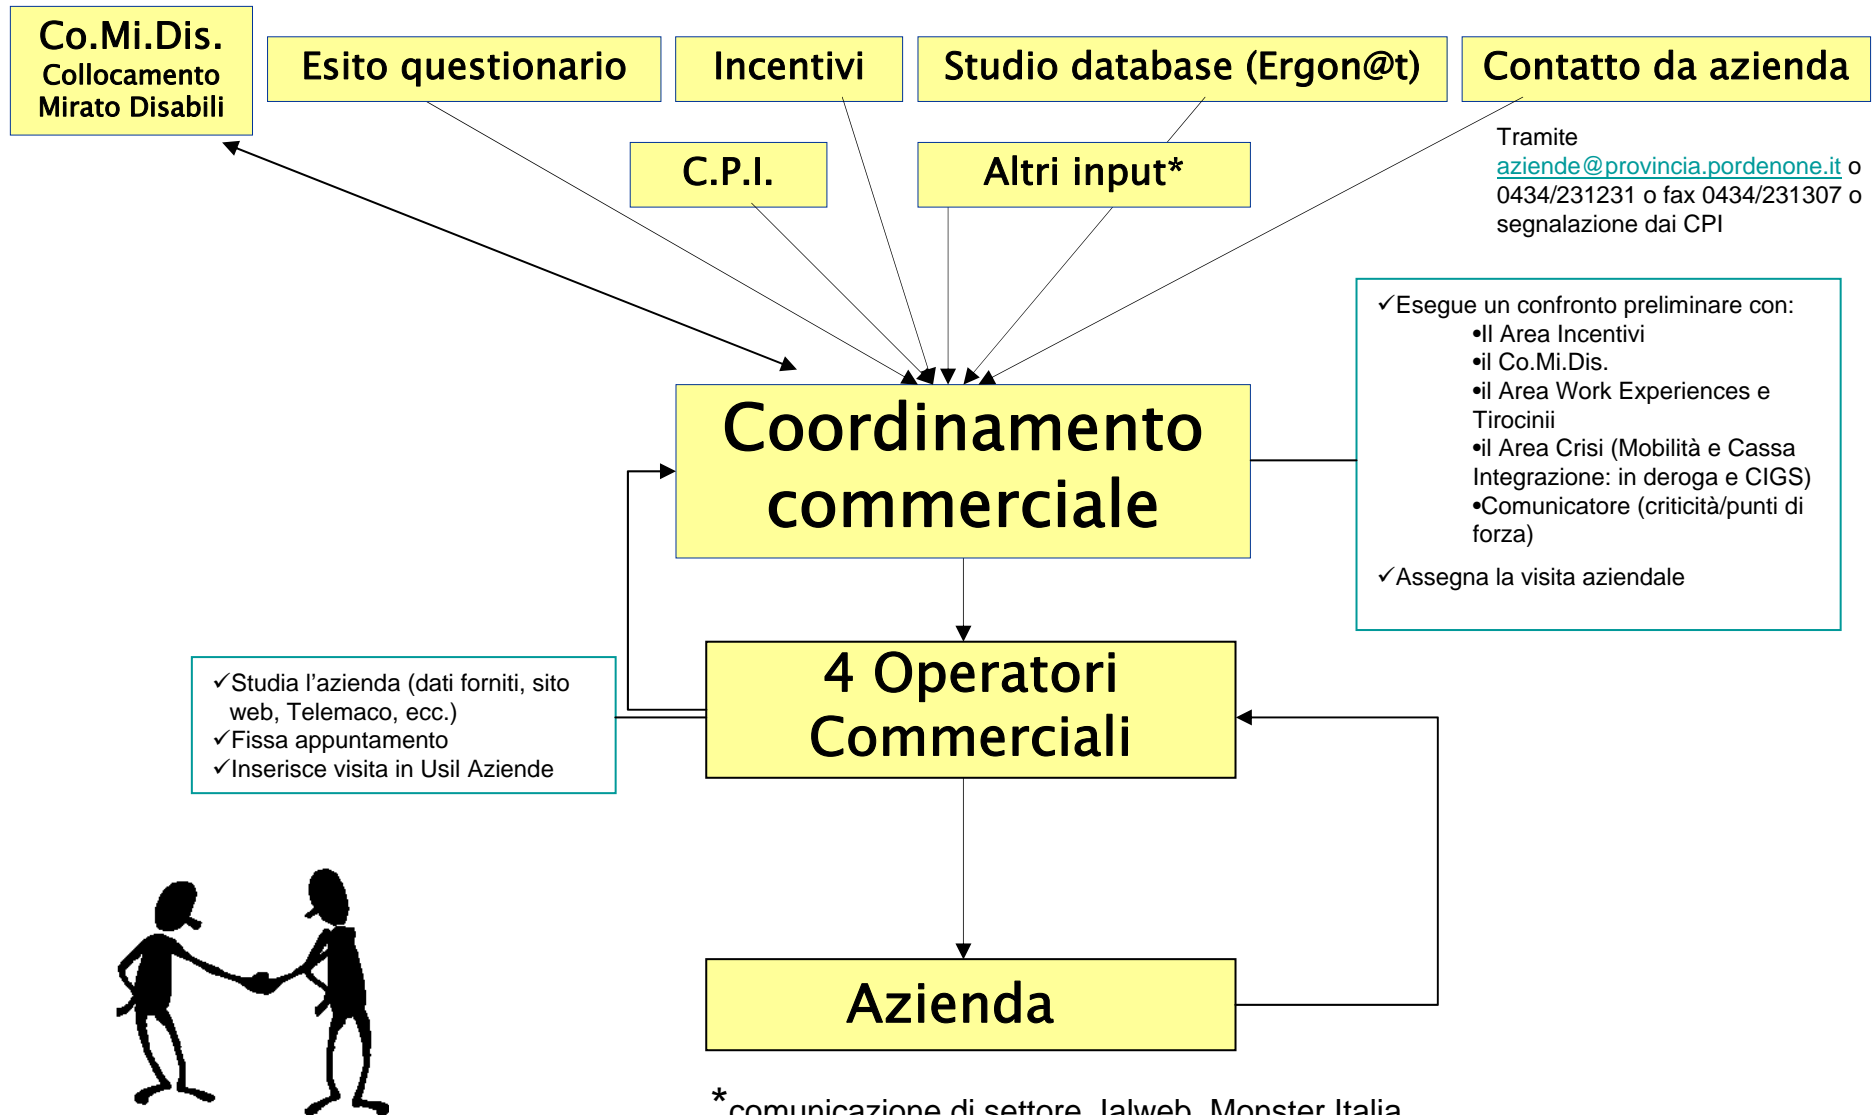 Co.Mi.Dis.
Collocamento
Mirato Disabili
Esito questionario
Incentivi
Studio database (Ergon@t)
Contatto da azienda
C.P.I.
Altri input*
Tramite
aziende@provincia.pordenone.it o
0434/231231 o fax 0434/231307 o
segnalazione dai CPI
✓Esegue un confronto preliminare con:
•Il Area Incentivi
•il Co.Mi.Dis.
•il Area Work Experiences e
Tirocinii
•il Area Crisi (Mobilità e Cassa
Integrazione: in deroga e CIGS)
•Comunicatore (criticità/punti di
forza)
✓Assegna la visita aziendale
Coordinamento
commerciale
4 Operatori
Commerciali
✓Studia l'azienda (dati forniti, sito
web, Telemaco, ecc.)
✓Fissa appuntamento
✓Inserisce visita in Usil Aziende
Azienda
*comunicazione di settore, Ialweb, Monster Italia